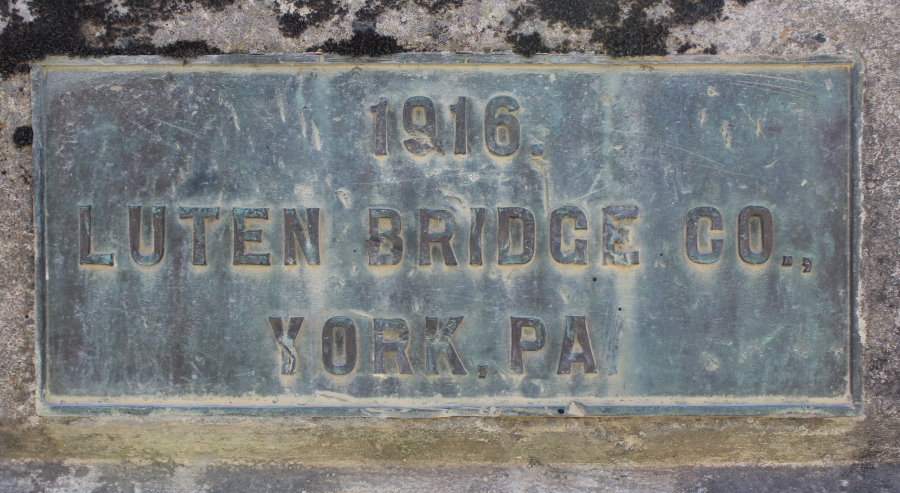 1916.
LUTEN BRIDGE CO.,
YORK, PA